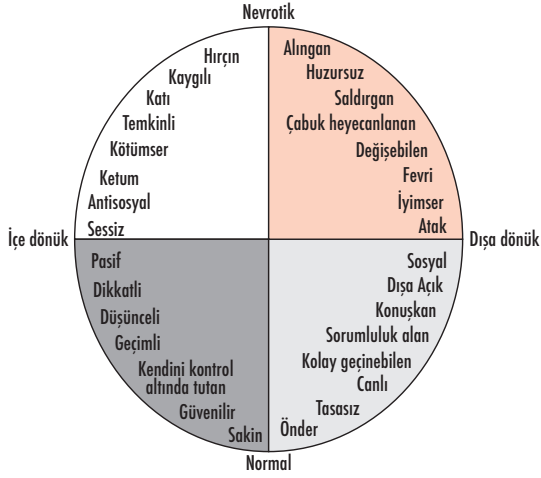 Nevrotik
Hırçın
Kaygılı
Katı
Temkinli
Kötümser
Ketum
Antisosyal
Sessiz
Alıngan
Huzursuz
Saldırgan
Çabuk heyecanlanan
Değişebilen
Fevri
İyimser
Atak
İçe dönük
Dışa dönük
Pasif
Dikkatli
Düşünceli
Geçimli
Kendini kontrol
altında tutan
Güvenilir
Sakin
Sosyal
Dışa Açık
Konuşkan
Sorumluluk alan
Kolay geçinebilen
Canlı
Tasasız
Önder
Normal